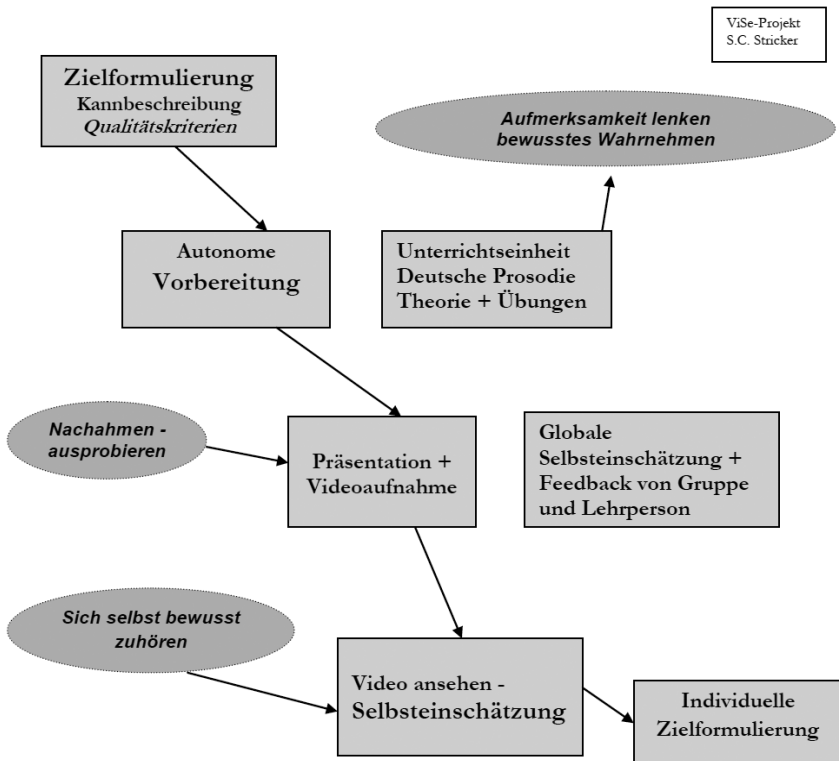 ViSe-Projekt
S.C. Stricker
Zielformulierung
Kannbeschreibung
Qualitätskriterien
Aufmerksamkeit lenken
bewusstes Wahrnehmen
Autonome
Vorbereitung
Unterrichtseinheit
Deutsche Prosodie
Theorie + Übungen
Nachahmen -
ausprobieren
Präsentation +
Videoaufnahme
Globale
Selbsteinschätzung +
Feedback von Gruppe
und Lehrperson
Sich selbst bewusst
zuhören
Video ansehen -
Selbsteinschätzung
Individuelle
Zielformulierung